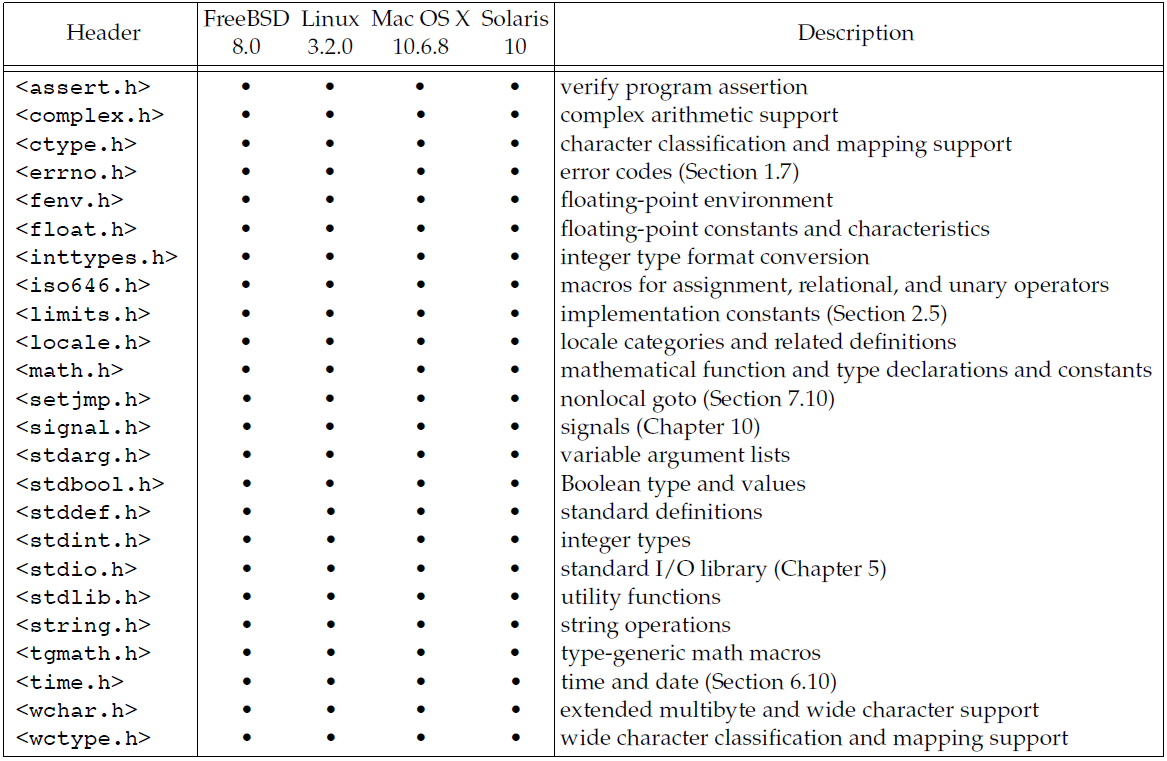 Header FreeBSD 8.0 Linux 3.2.0 Mac OS X 10.6.8 Solaris 10 Description
<assert.h> • • • • verify program assertion
<complex.h> • • • • complex arithmetic support
<ctype.h> • • • • character classification and mapping support
<errno.h> • • • • error codes (Section 1.7)
<fenv.h> • • • • floating-point environment
<float.h> • • • • floating-point constants and characteristics
<inttypes.h> • • • • integer type format conversion
<iso646.h> • • • • macros for assignment, relational, and unary operators
<limits.h> • • • • implementation constants (Section 2.5)
<locale.h> • • • • locale categories and related definitions
<math.h> • • • • mathematical function and type declarations and constants
<setjmp.h> • • • • nonlocal goto (Section 7.10)
<signal.h> • • • • signals (Chapter 10)
<stdarg.h> • • • • variable argument lists
<stdbool.h> • • • • Boolean type and values
<stddef.h> • • • • standard definitions
<stdint.h> • • • • integer types
<stdio.h> • • • • standard I/O library (Chapter 5)
<stdlib.h> • • • • utility functions
<string.h> • • • • string operations
<tgmath.h> • • • • type-generic math macros
<time.h> • • • • time and date (Section 6.10)
<wchar.h> • • • • extended multibyte and wide character support
<wctype.h> • • • • wide character classification and mapping support